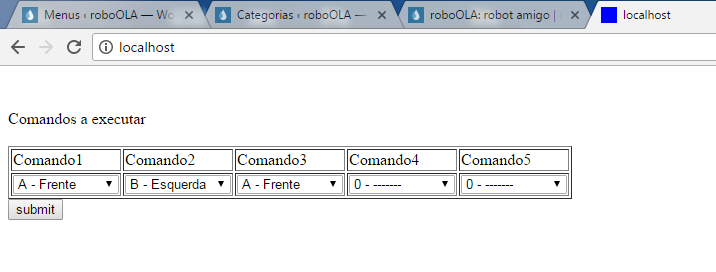 Menus ‹ roboOLA — Wo
Categorias ‹ roboOLA —
roboOLA: robot amigo |
localhost
localhost
Comandos a executar
Comando1 Comando2 Comando3 Comando4 Comando5
A - Frente B - Esquerda A - Frente 0 - ------- 0 - -------
submit